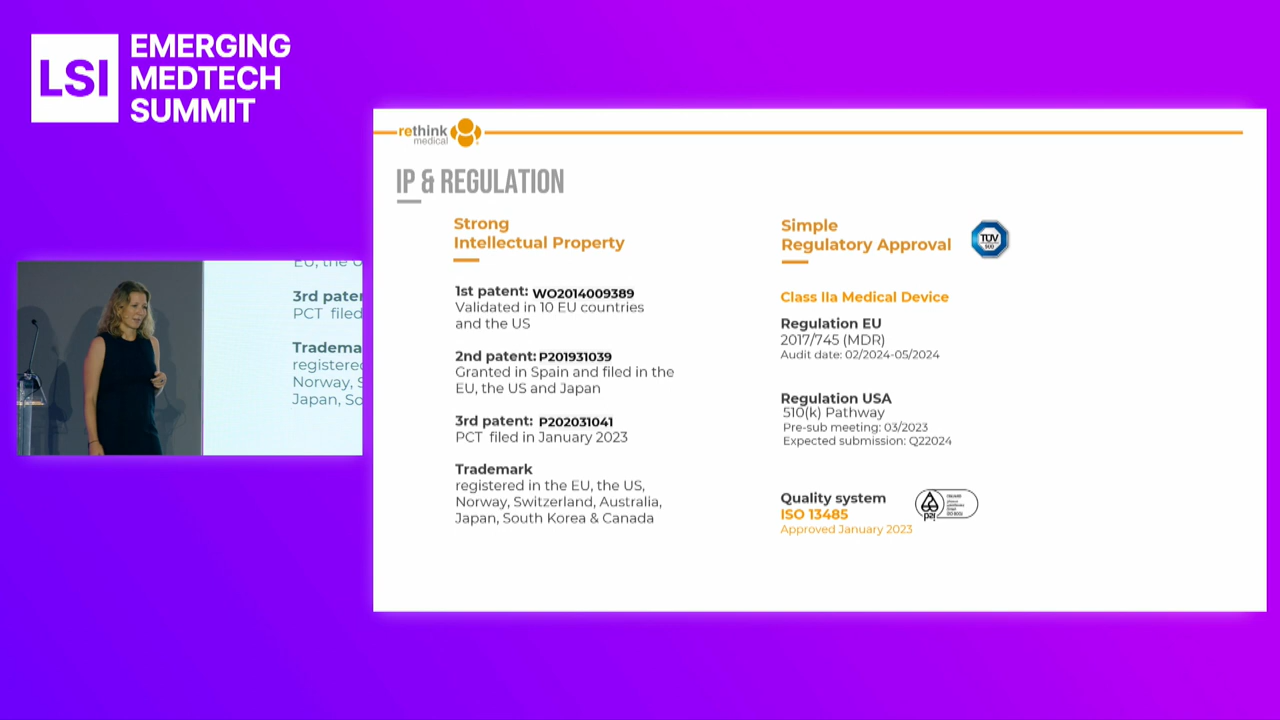 LSI
EMERGING
MEDTECH
SUMMIT
rethink
medical
IP & REGULATION
Strong
Intellectual Property
1st patent: WO2014009389
Validated in 10 EU countries
and the US
2nd patent: P201931039
Granted in Spain and filed in the
EU, the US and Japan
3rd patent: P202031041
PCT filed in January 2023
Trademark
registered in the EU, the US,
Norway, Switzerland, Australia,
Japan, South Korea & Canada
Simple
Regulatory Approval
TÜV
SÜD
Class IIa Medical Device
Regulation EU
2017/745 (MDR)
Audit date: 02/2024-05/2024
Regulation USA
510(k) Pathway
Pre-sub meeting: 03/2023
Expected submission: Q22024
Quality system
ISO 13485
Approved January 2023
EU, the
3rd
PCT filed
registered
Norway,
Japan,